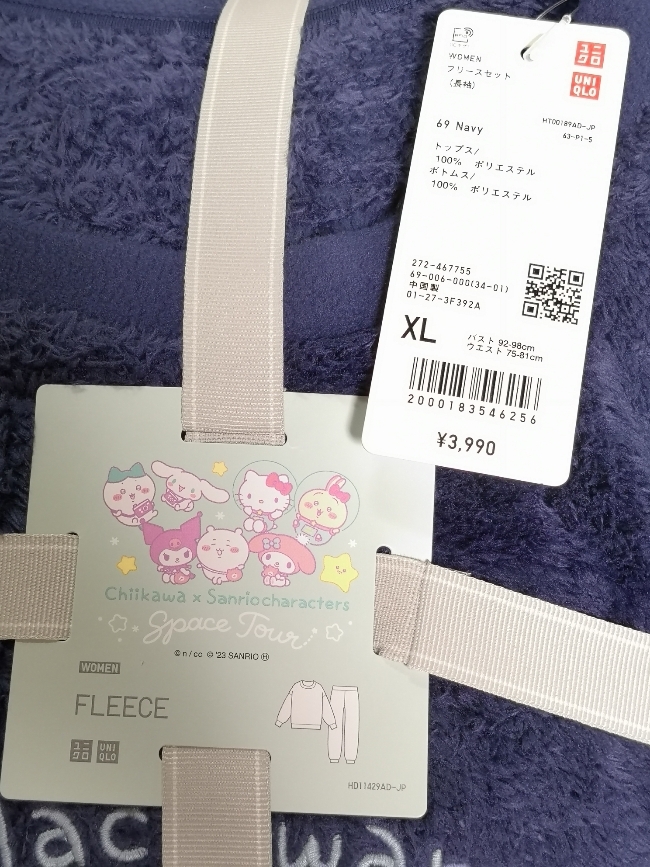 WOMEN
フリースセット
(長袖)
ユニ
クロ
UNI
QLO
69 Navy
HT00189AD-JP
63-P1-5
トップス/
100% ポリエステル
ボトムス/
100% ポリエステル
272-467755
69-006-000(34-01)
中国製
01-27-3F392A
XL
バスト 92-98cm
ウエスト 75-81cm
2000183546256
¥3,990
Chiikawa x Sanriocharacters
Space Tour
© n / cc © '23 SANRIO Ⓗ
WOMEN
FLEECE
ユニ
クロ
UNI
QLO
HD11429AD-JP